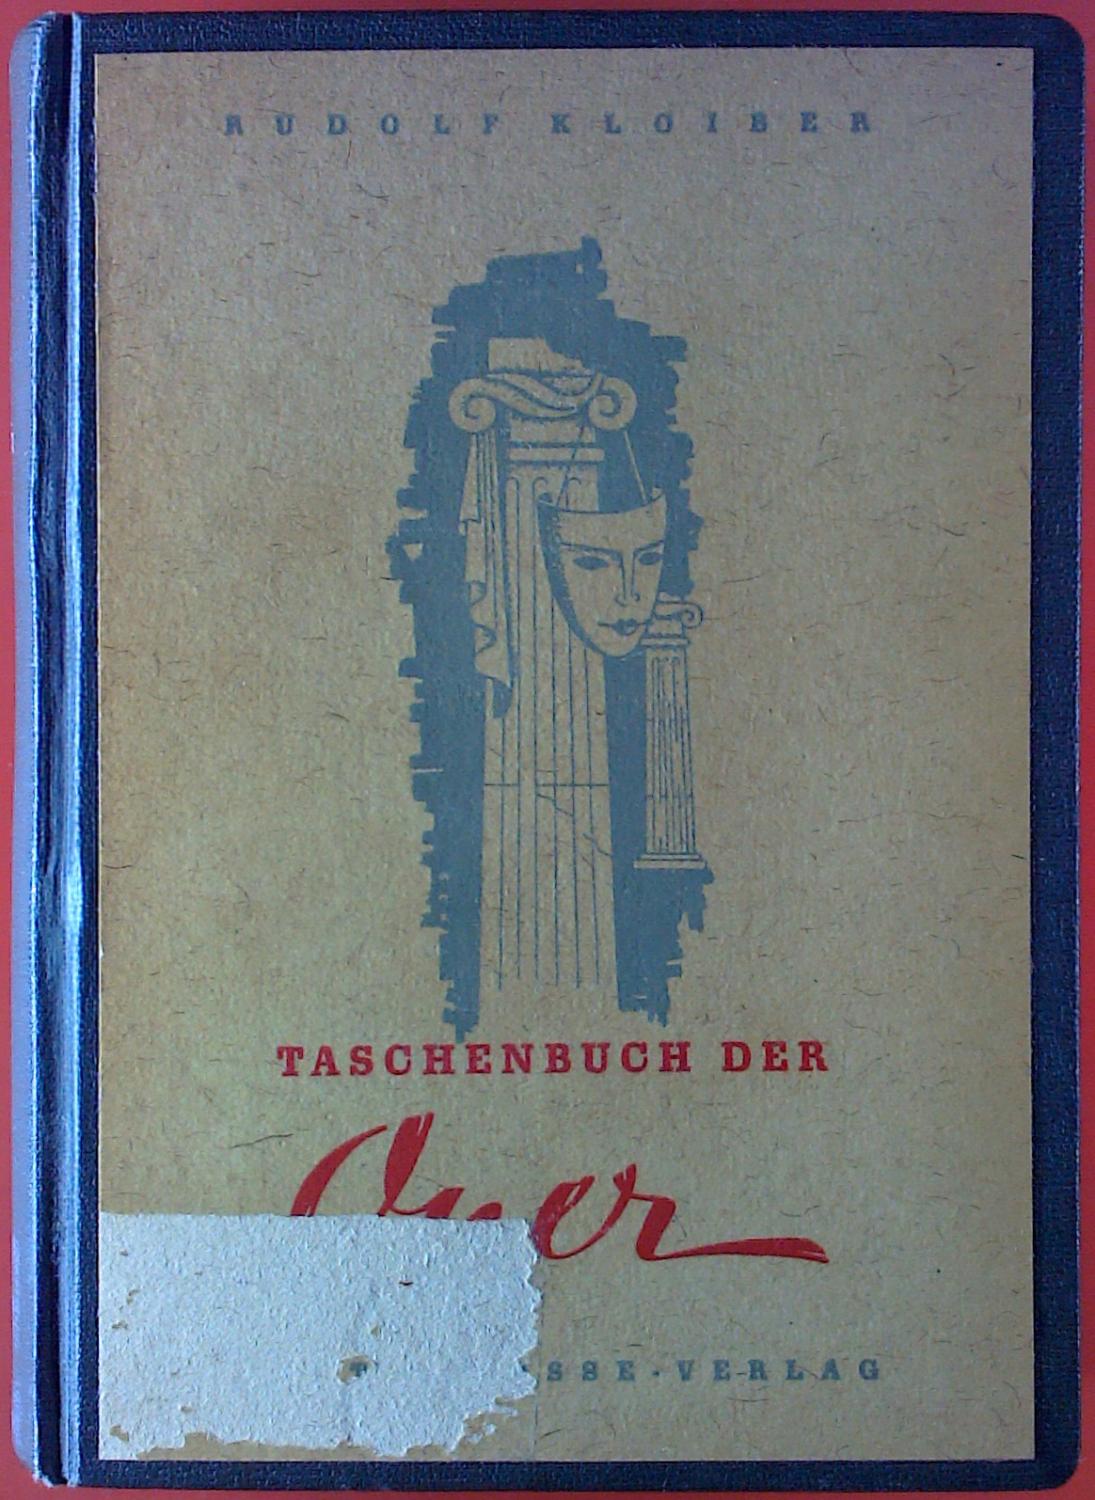 RUDOLF KLOIBER
TASCHENBUCH DER
Oper
SSE·VERLAG